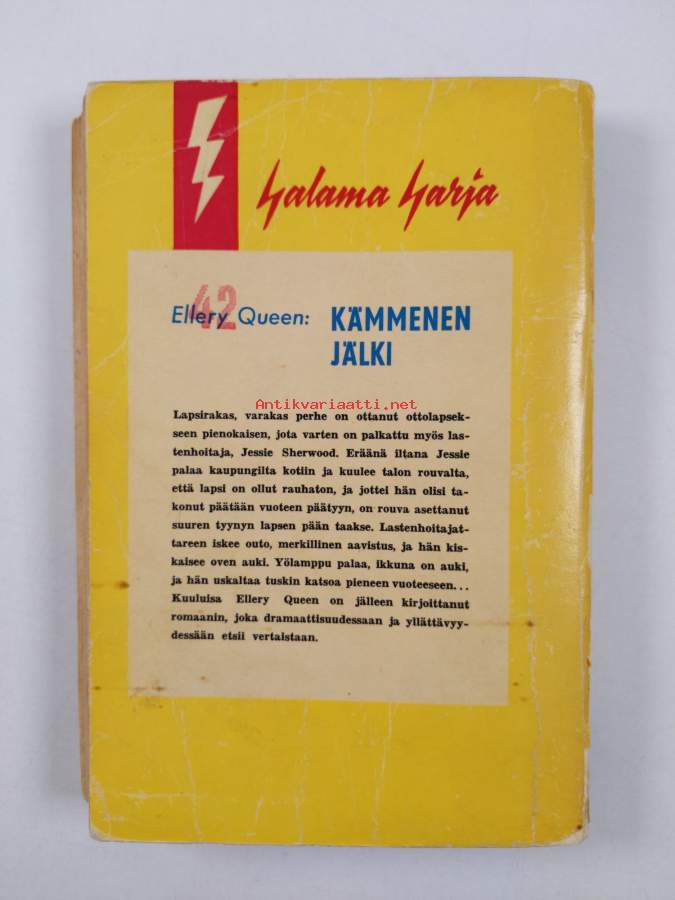 Salama Sarja
42
Ellery Queen: KÄMMENEN
JÄLKI
Antikvariaatti.net
Lapsirakas, varakas perhe on ottanut ottolapsek-
seen pienokaisen, jota varten on palkattu myös las-
tenhoitaja, Jessie Sherwood. Eräänä iltana Jessie
palaa kaupungilta kotiin ja kuulee talon rouvalta,
että lapsi on ollut rauhaton, ja jottei hän olisi ta-
konut päätään vuoteen päätyyn, on rouva asettanut
suuren tyynyn lapsen pään taakse. Lastenhoitajat-
tareen iskee outo, merkillinen aavistus, ja hän kis-
kaisee oven auki. Yölamppu palaa, ikkuna on auki,
ja hän uskaltaa tuskin katsoa pieneen vuoteeseen...
Kuuluisa Ellery Queen on jälleen kirjoittanut
romaanin, joka dramaattisuudessaan ja yllättävyy-
dessään etsii vertaistaan.